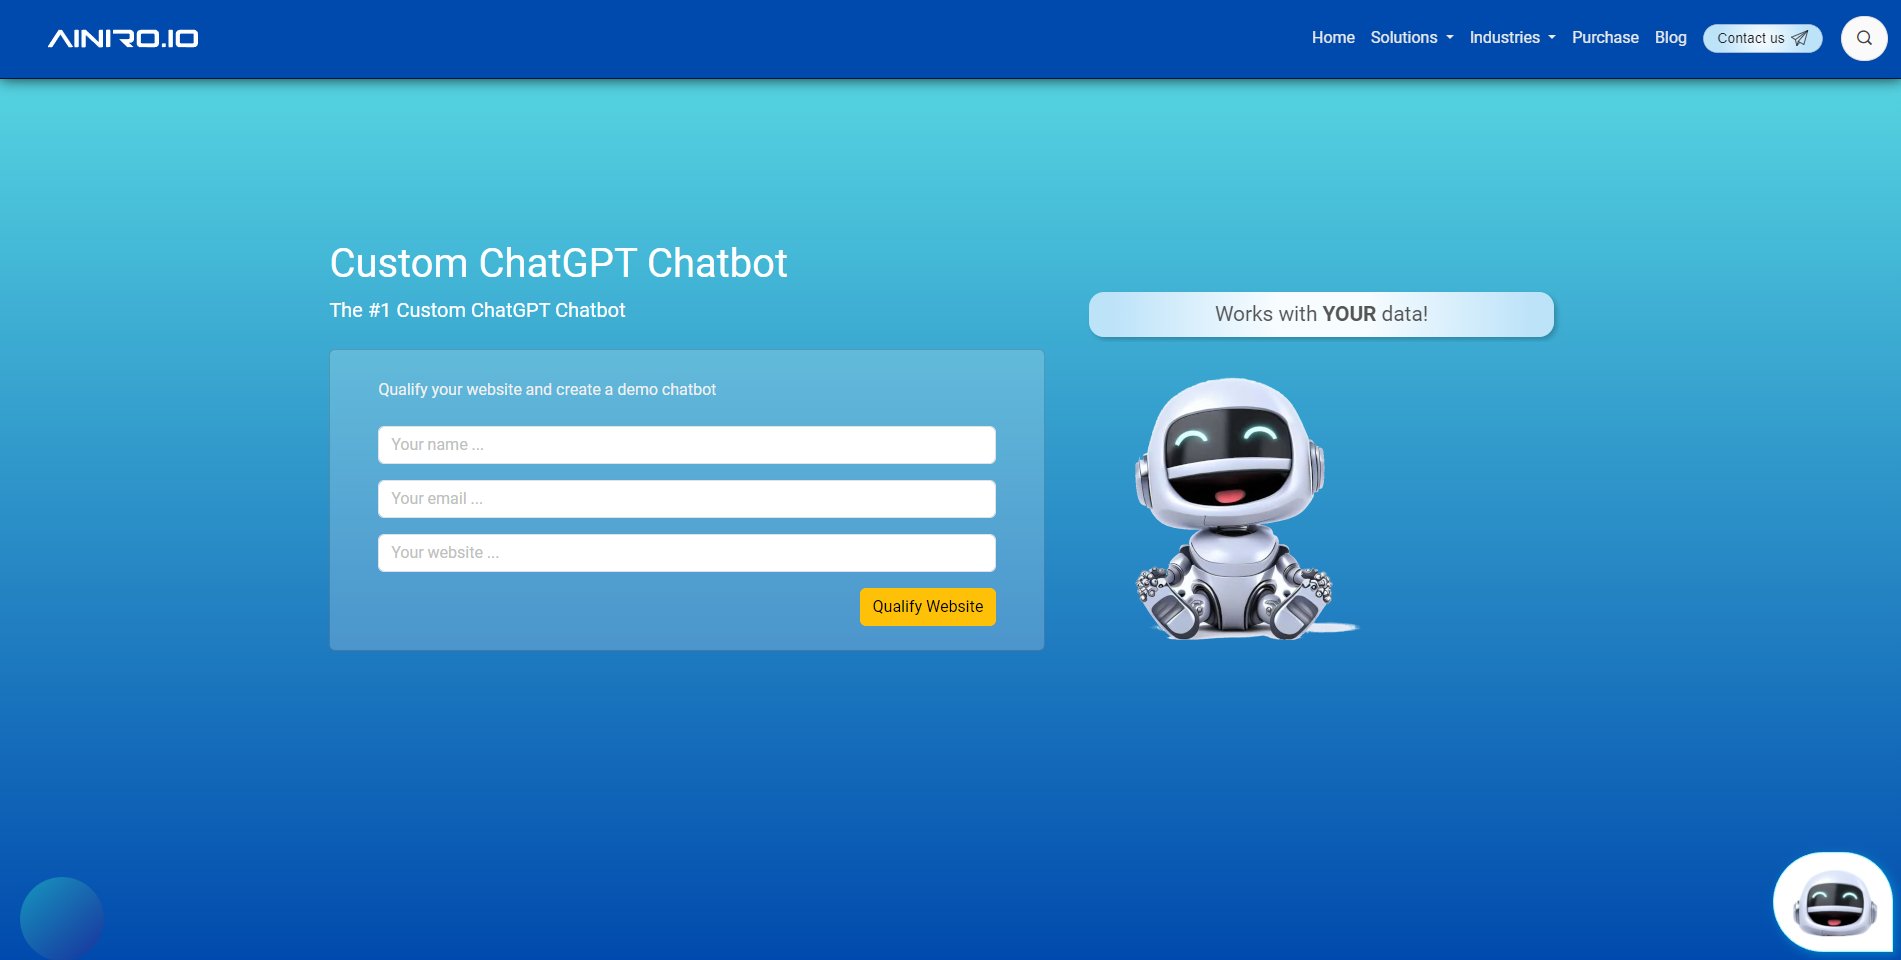 AINIRO.IO
Home Solutions Industries Purchase Blog Contact us
Custom ChatGPT Chatbot
The #1 Custom ChatGPT Chatbot
Works with YOUR data!
Qualify your website and create a demo chatbot
Your name ...
Your email ...
Your website ...
Qualify Website